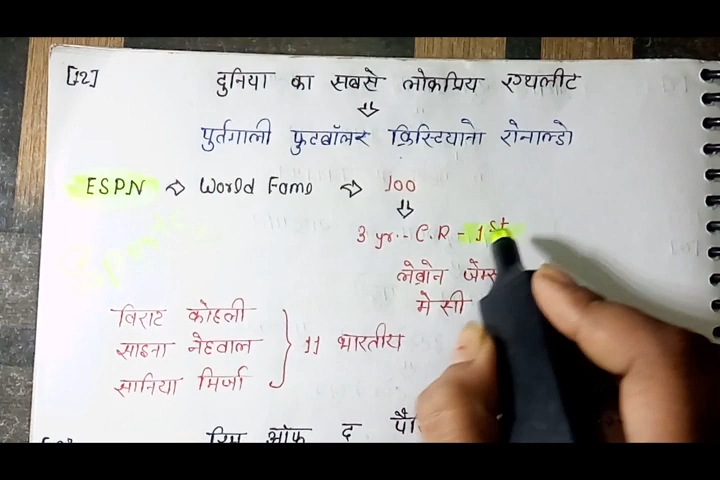 [12] दुनिया का सबसे लोकप्रिय एथलीट
⇓
पुर्तगाली फुटबॉलर क्रिस्टियानो रोनाल्डो
ESPN ⇨ World Fame ⇨ 100
⇓
3 yr. - C.R - 1st
लेब्रोन जेम्स
मेसी
विराट कोहली
साइना नेहवाल } 11 भारतीय
सानिया मिर्जा
ऑफ द